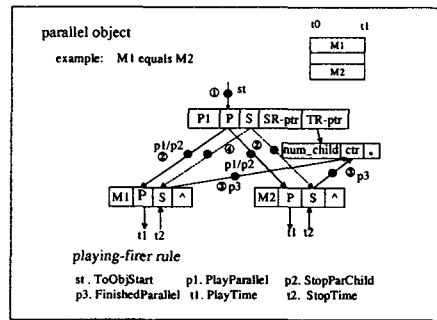 t0 t1
parallel object
M1
example: M1 equals M2
M2
① st
P1 P S SR-ptr TR-ptr
p1/p2 ④ ② num_child ctr .
② p1/p2 ③
③ p3 p3
M1 P S ^ M2 P S ^
t1 t2 t1 t2
playing-firer rule
st . ToObjStart p1. PlayParallel p2. StopParChild
p3. FinishedParallel t1. PlayTime t2. StopTime